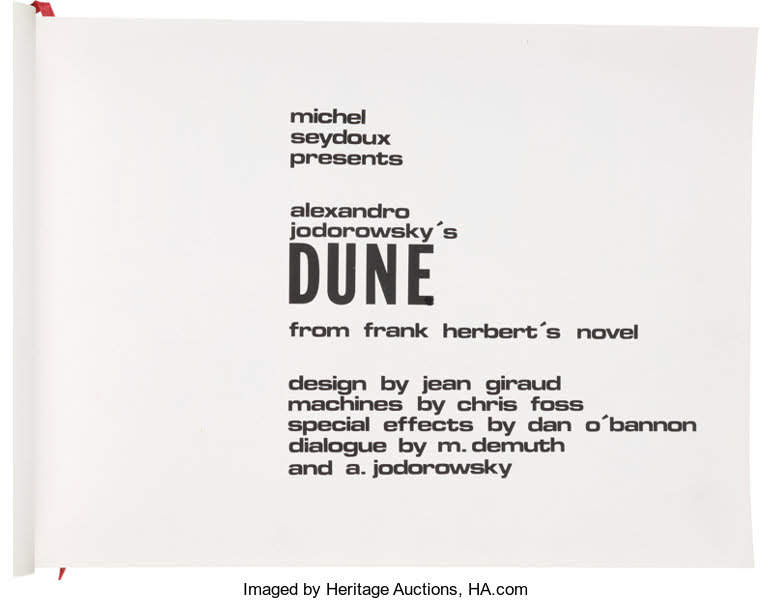 michel
seydoux
presents
alexandro
jodorowsky´s
DUNE
from frank herbert´s novel
design by jean giraud
machines by chris foss
special effects by dan o´bannon
dialogue by m. demuth
and a. jodorowsky
Imaged by Heritage Auctions, HA.com